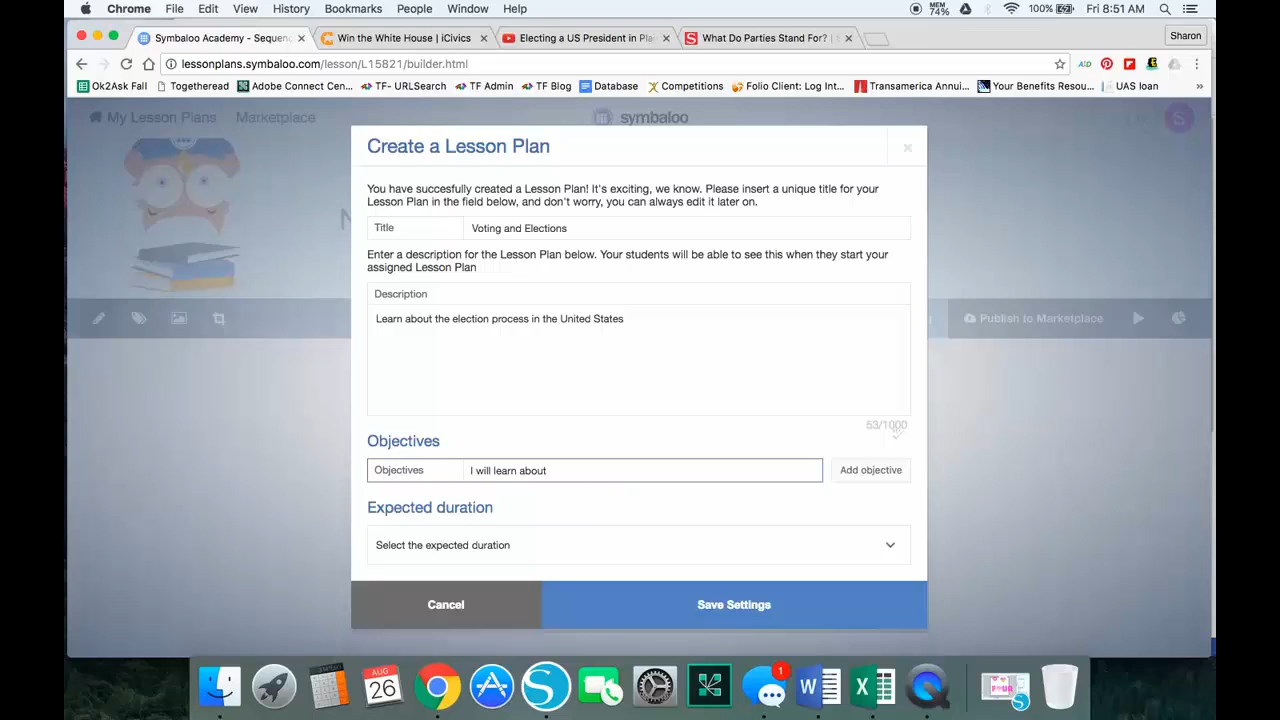 Chrome File Edit View History Bookmarks People Window Help MEM 74% 100% Fri 8:51 AM
Symbaloo Academy - Sequenc Win the White House | iCivics Electing a US President in Pla What Do Parties Stand For? | Sharon
lessonplans.symbaloo.com/lesson/L15821/builder.html
Ok2Ask Fall Togetheread Adobe Connect Cen... TF- URLSearch TF Admin TF Blog Database Competitions Folio Client: Log Int... Transamerica Annui... Your Benefits Resou... UAS loan »
My Lesson Plans Marketplace symbaloo S
Create a Lesson Plan
You have succesfully created a Lesson Plan! It's exciting, we know. Please insert a unique title for your
Lesson Plan in the field below, and don't worry, you can always edit it later on.
Title Voting and Elections
Enter a description for the Lesson Plan below. Your students will be able to see this when they start your
assigned Lesson Plan
Description
Learn about the election process in the United States
Publish to Marketplace
53/1000
Objectives
Objectives I will learn about Add objective
Expected duration
Select the expected duration
Cancel Save Settings
AUG
26
1
FOUR